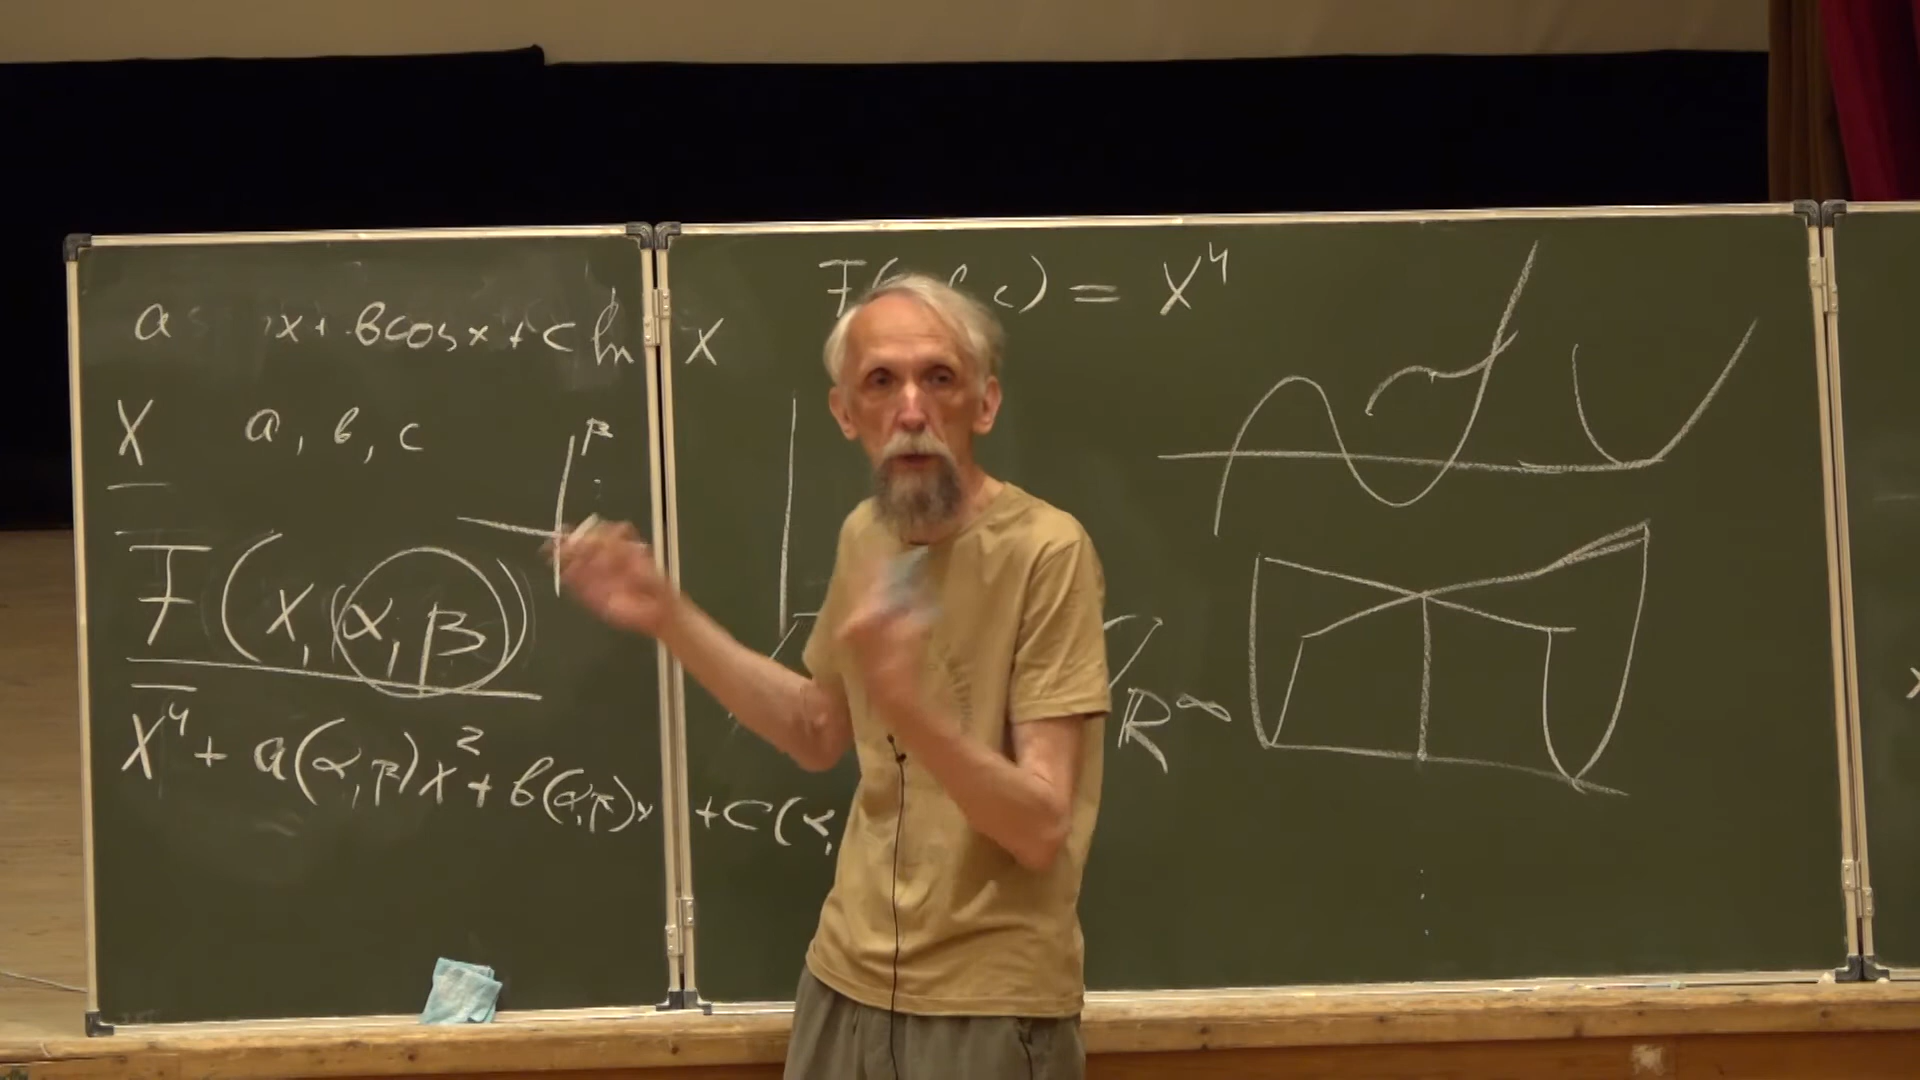 a x + b cos x + c ln x
x a, b, c
β
F(x, (α, β))
x⁴ + a(α, β)x² + b(α, β)x + c(α,
F( b, c) = x⁴
R^∞